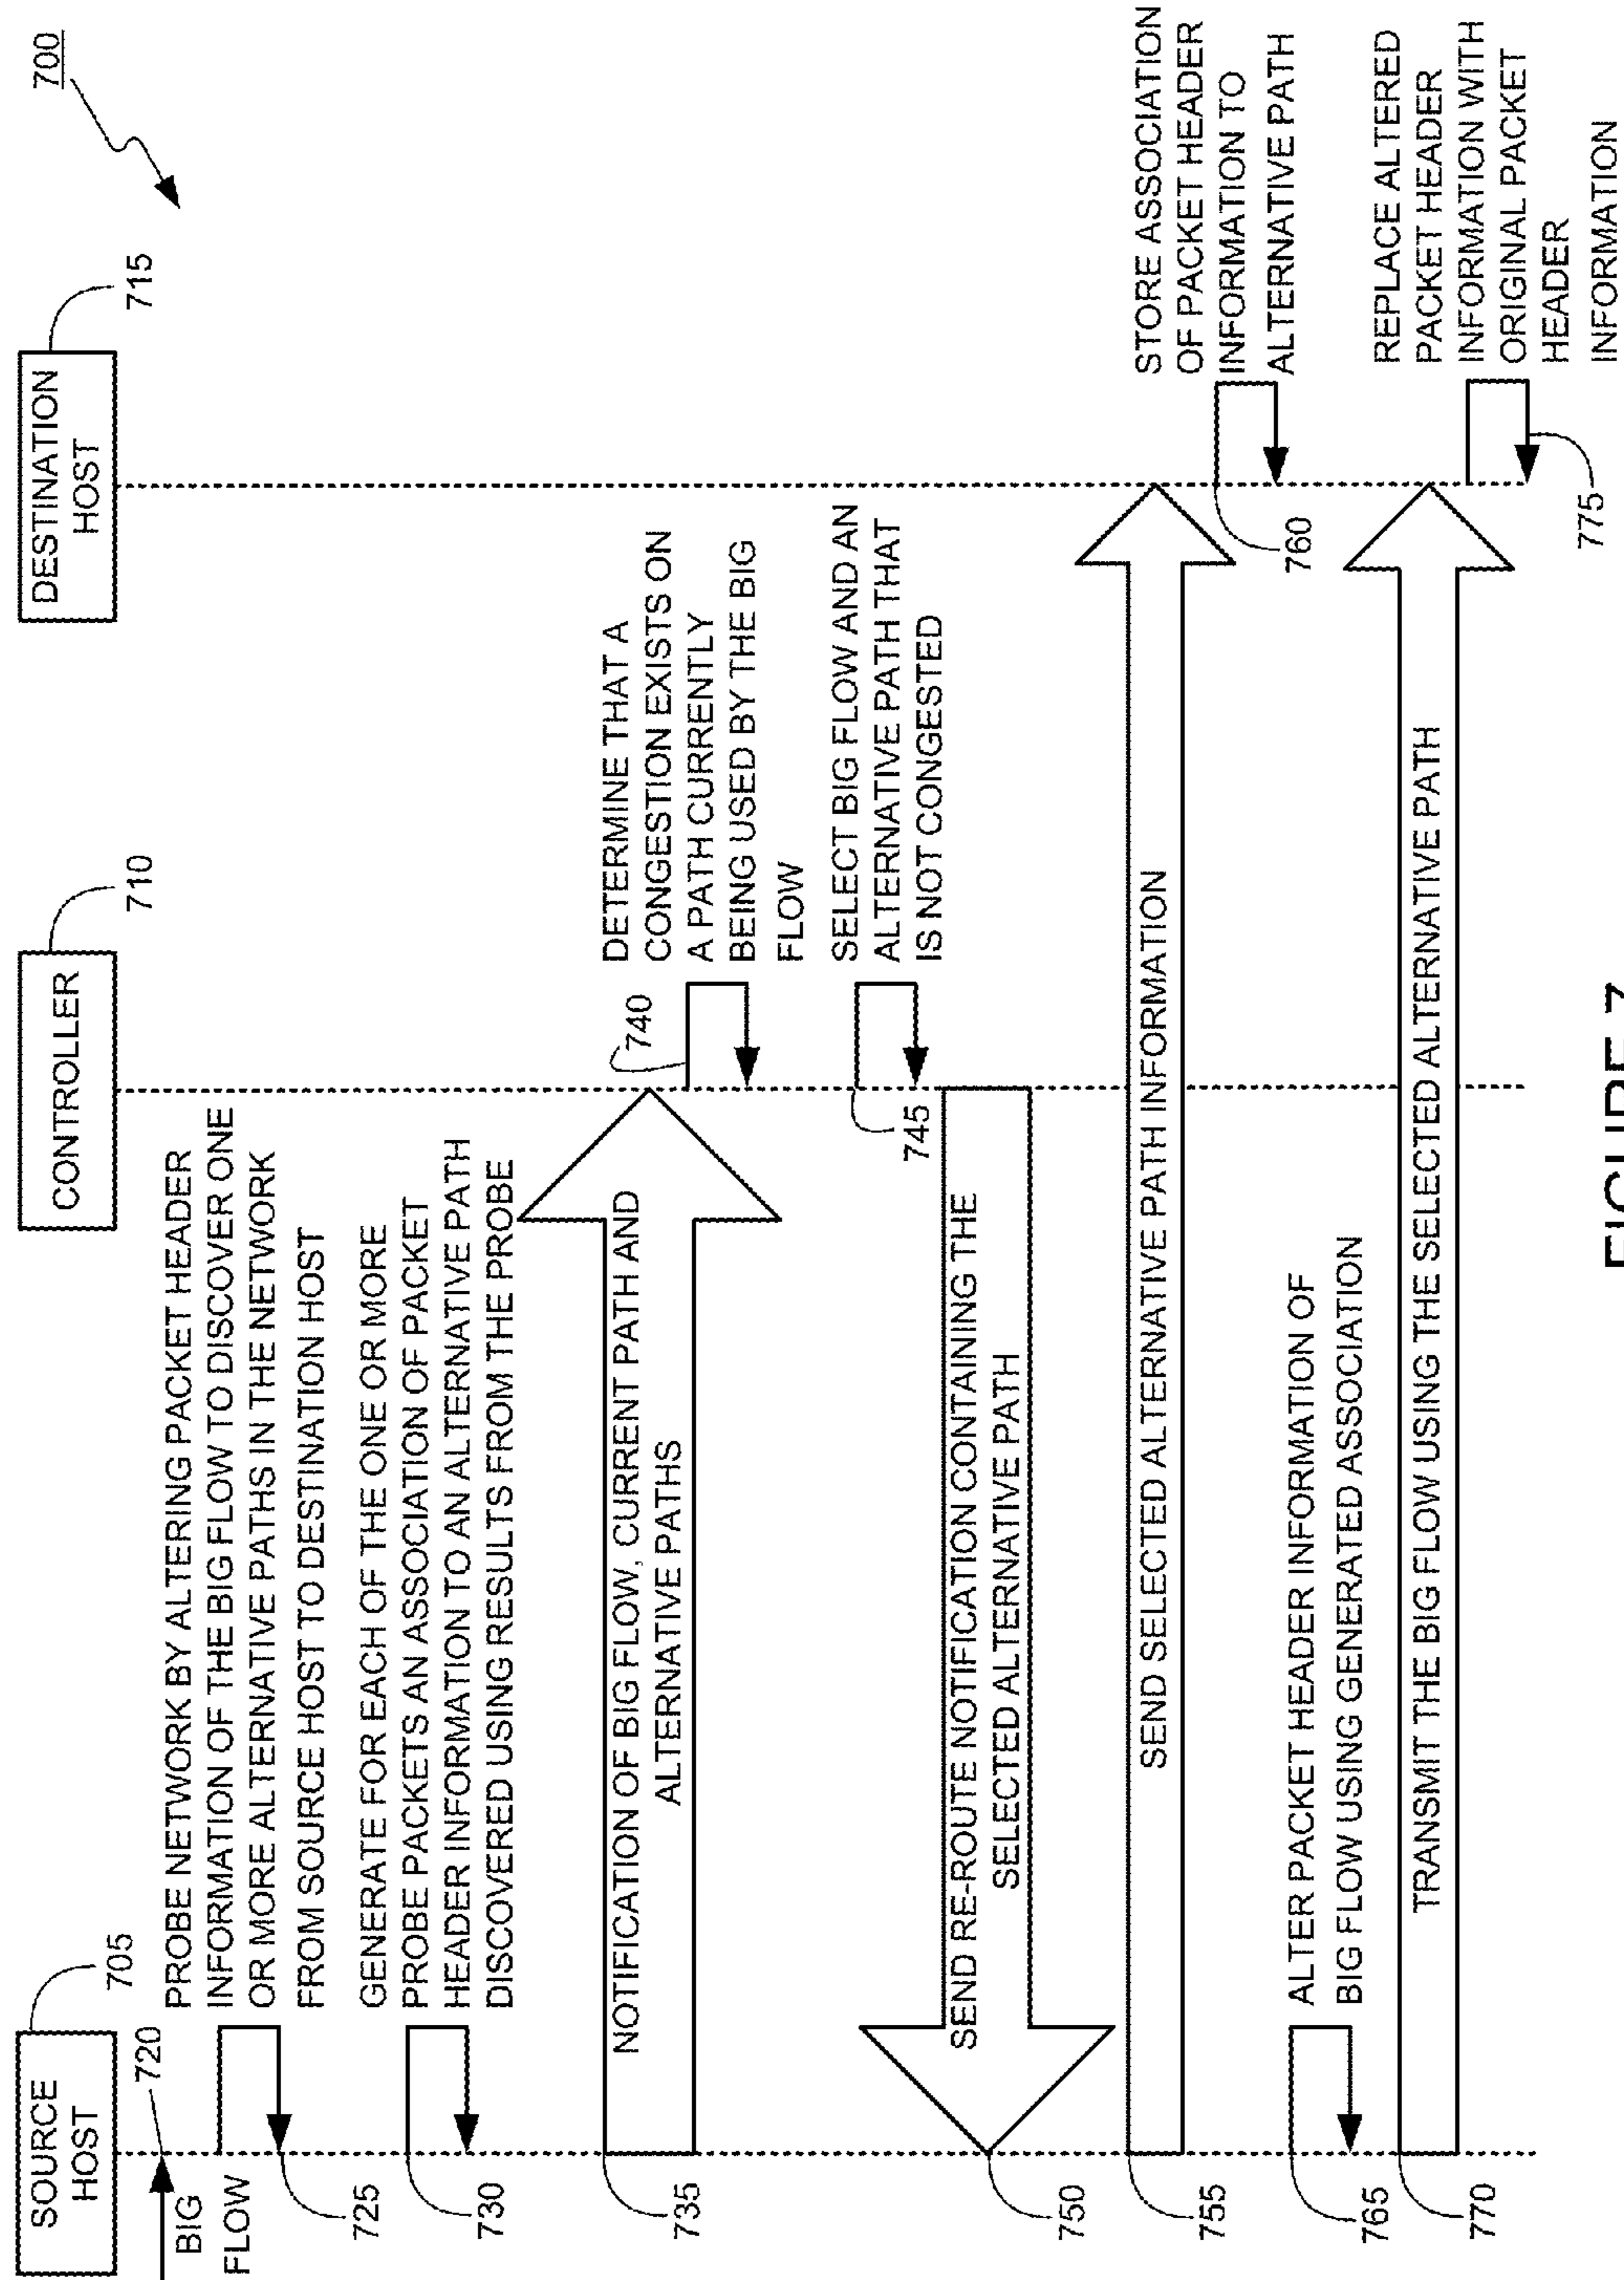 700
SOURCE
HOST
705
CONTROLLER
710
DESTINATION
HOST
715
BIG
FLOW
720
PROBE NETWORK BY ALTERING PACKET HEADER
INFORMATION OF THE BIG FLOW TO DISCOVER ONE
OR MORE ALTERNATIVE PATHS IN THE NETWORK
FROM SOURCE HOST TO DESTINATION HOST
725
GENERATE FOR EACH OF THE ONE OR MORE
PROBE PACKETS AN ASSOCIATION OF PACKET
HEADER INFORMATION TO AN ALTERNATIVE PATH
DISCOVERED USING RESULTS FROM THE PROBE
730
NOTIFICATION OF BIG FLOW, CURRENT PATH AND
ALTERNATIVE PATHS
735
DETERMINE THAT A
CONGESTION EXISTS ON
A PATH CURRENTLY
BEING USED BY THE BIG
FLOW
740
SELECT BIG FLOW AND AN
ALTERNATIVE PATH THAT
IS NOT CONGESTED
745
SEND RE-ROUTE NOTIFICATION CONTAINING THE
SELECTED ALTERNATIVE PATH
750
SEND SELECTED ALTERNATIVE PATH INFORMATION
755
STORE ASSOCIATION
OF PACKET HEADER
INFORMATION TO
ALTERNATIVE PATH
760
ALTER PACKET HEADER INFORMATION OF
BIG FLOW USING GENERATED ASSOCIATION
765
TRANSMIT THE BIG FLOW USING THE SELECTED ALTERNATIVE PATH
770
REPLACE ALTERED
PACKET HEADER
INFORMATION WITH
ORIGINAL PACKET
HEADER
INFORMATION
775
FIGURE 7